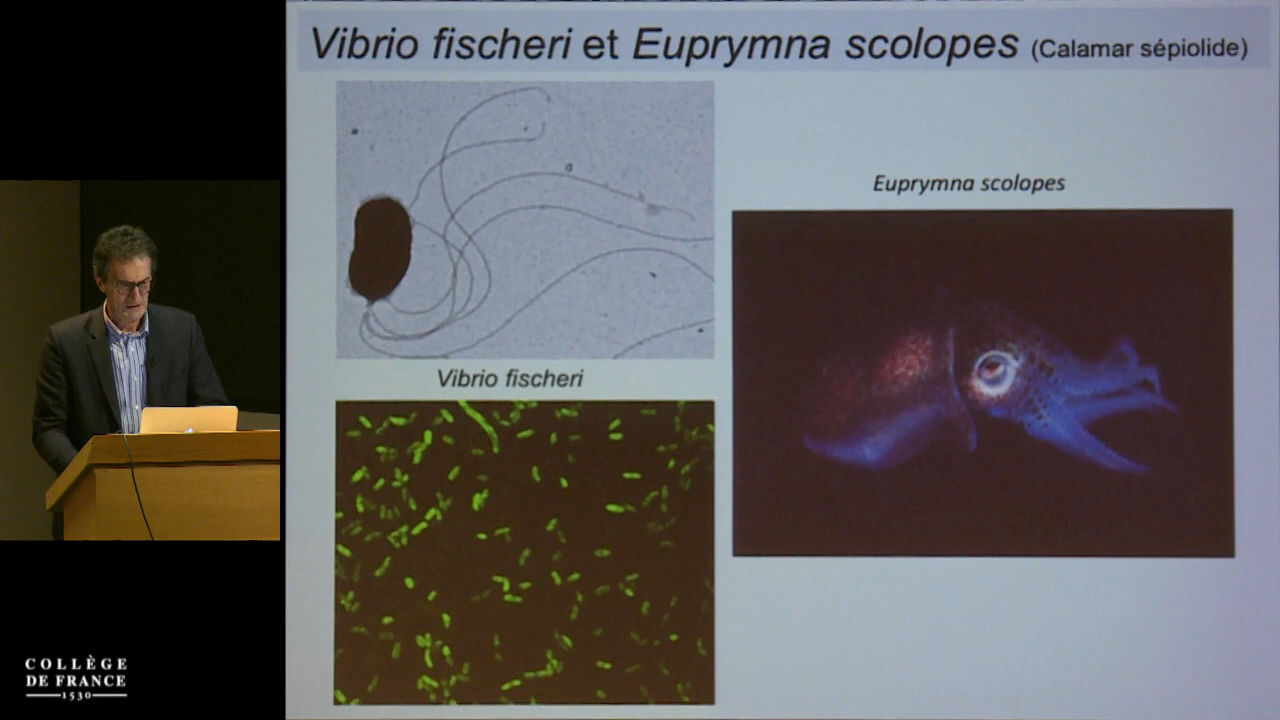 Vibrio fischeri et Euprymna scolopes (Calamar sépiolide)
Euprymna scolopes
Vibrio fischeri
COLLÈGE
DE FRANCE
1530